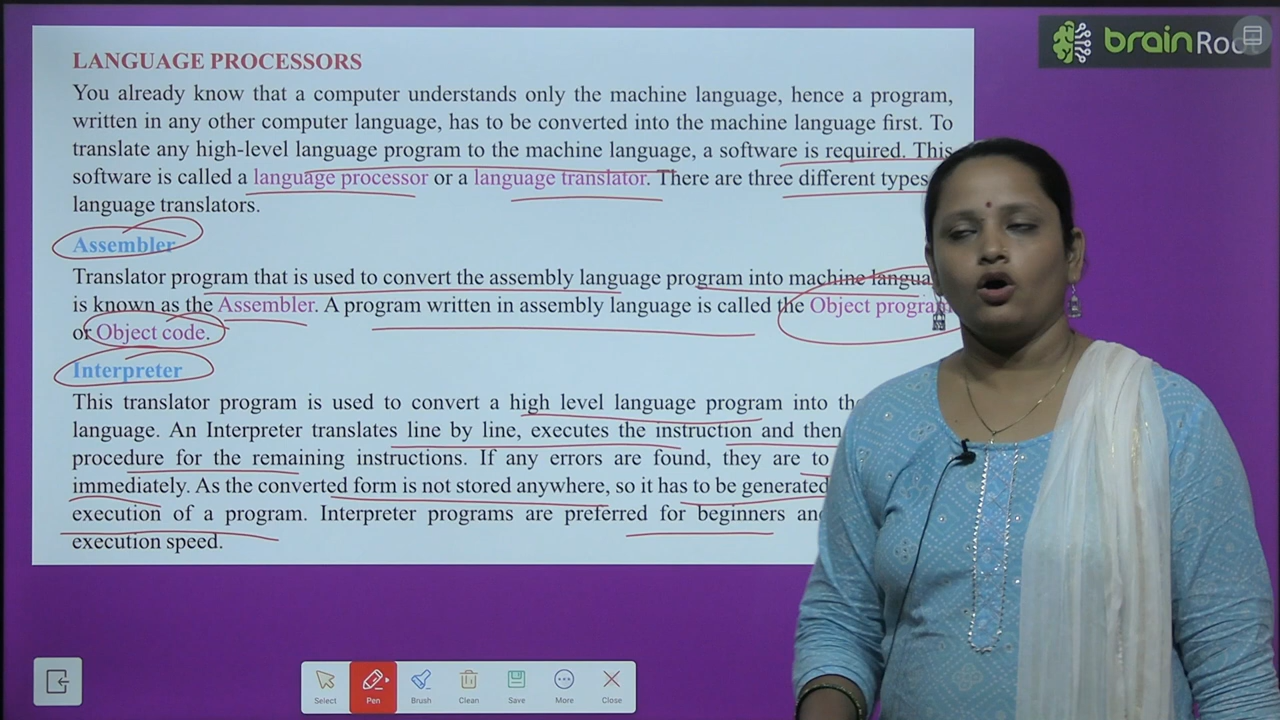 LANGUAGE PROCESSORS
You already know that a computer understands only the machine language, hence a program,
written in any other computer language, has to be converted into the machine language first. To
translate any high-level language program to the machine language, a software is required. This
software is called a language processor or a language translator. There are three different types
language translators.
Assembler
Translator program that is used to convert the assembly language program into machine langua
is known as the Assembler. A program written in assembly language is called the Object program
or Object code.
Interpreter
This translator program is used to convert a high level language program into the
language. An Interpreter translates line by line, executes the instruction and then
procedure for the remaining instructions. If any errors are found, they are to
immediately. As the converted form is not stored anywhere, so it has to be generated
execution of a program. Interpreter programs are preferred for beginners and
execution speed.
brainRoo
Select
Pen
Brush
Clean
Save
More
Close